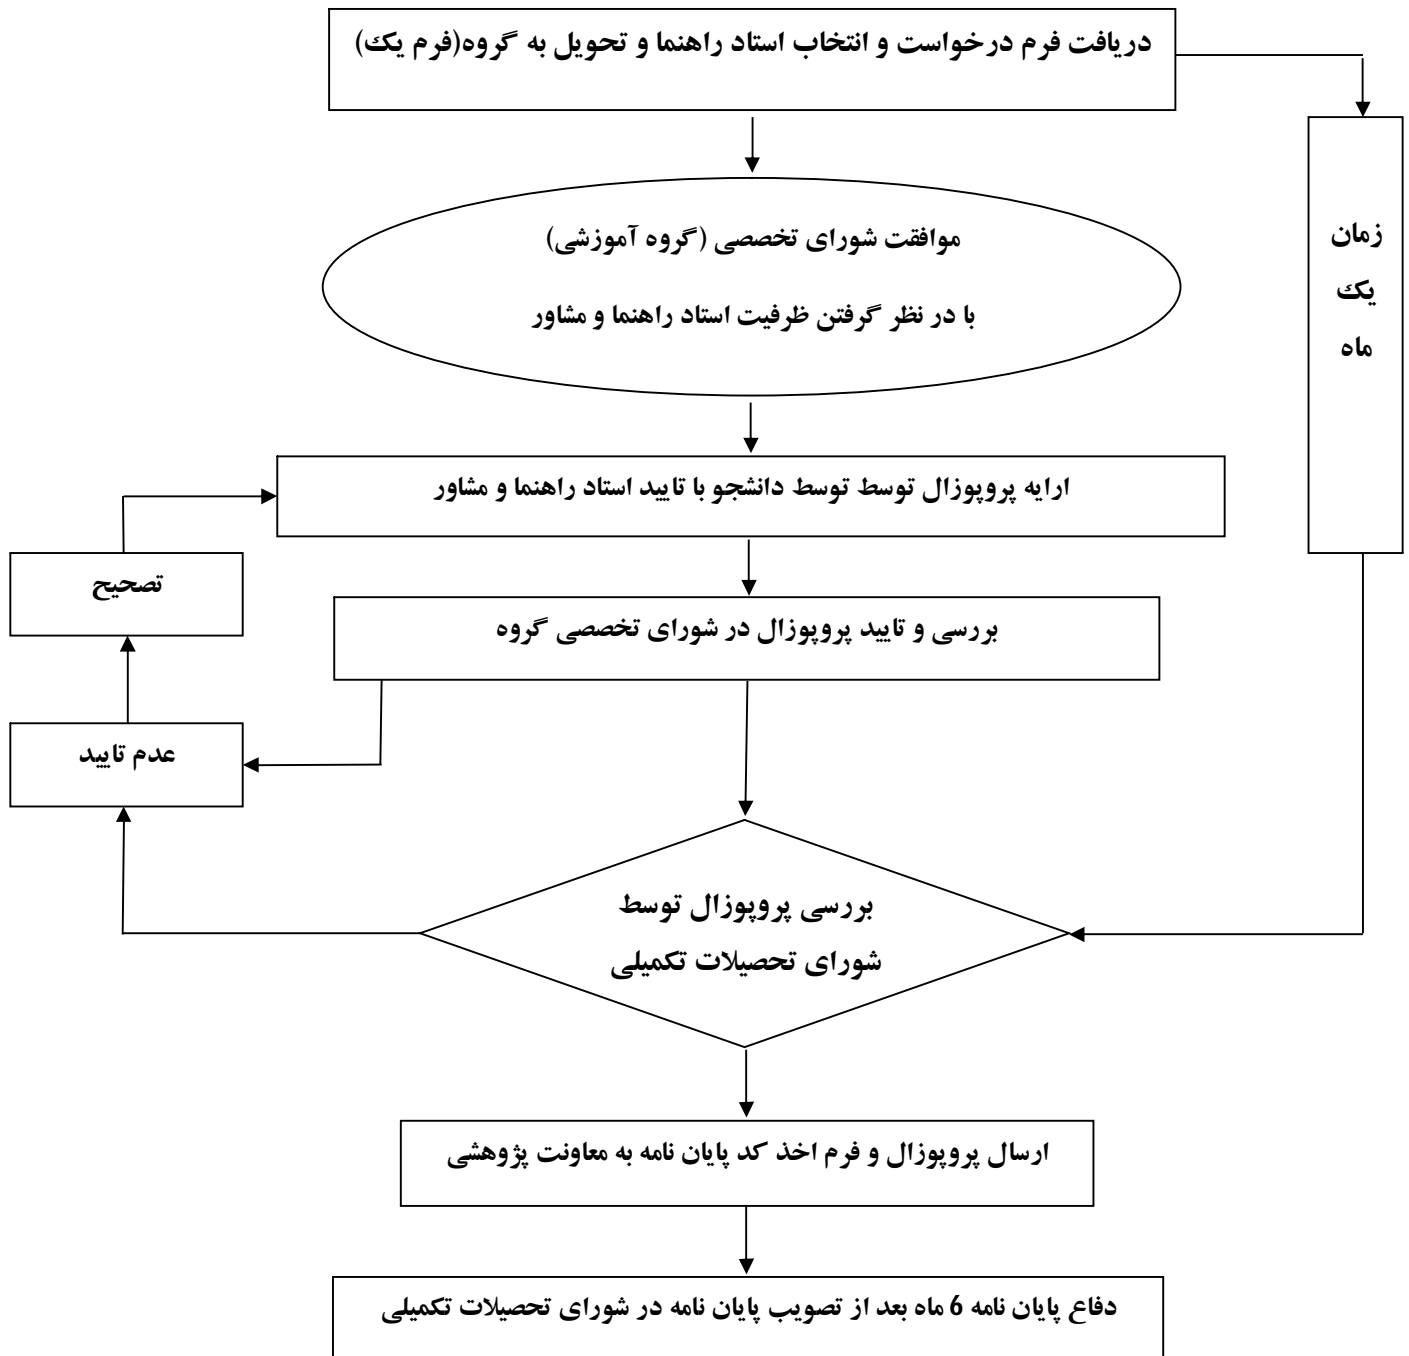 دریافت فرم درخواست و انتخاب استاد راهنما و تحویل به گروه(فرم یک)
زمان
یک
ماه
موافقت شورای تخصصی (گروه آموزشی)
با در نظر گرفتن ظرفیت استاد راهنما و مشاور
ارایه پروپوزال توسط توسط دانشجو با تایید استاد راهنما و مشاور
تصحیح
بررسی و تایید پروپوزال در شورای تخصصی گروه
عدم تایید
بررسی پروپوزال توسط
شورای تحصیلات تکمیلی
ارسال پروپوزال و فرم اخذ کد پایان نامه به معاونت پژوهشی
دفاع پایان نامه 6 ماه بعد از تصویب پایان نامه در شورای تحصیلات تکمیلی